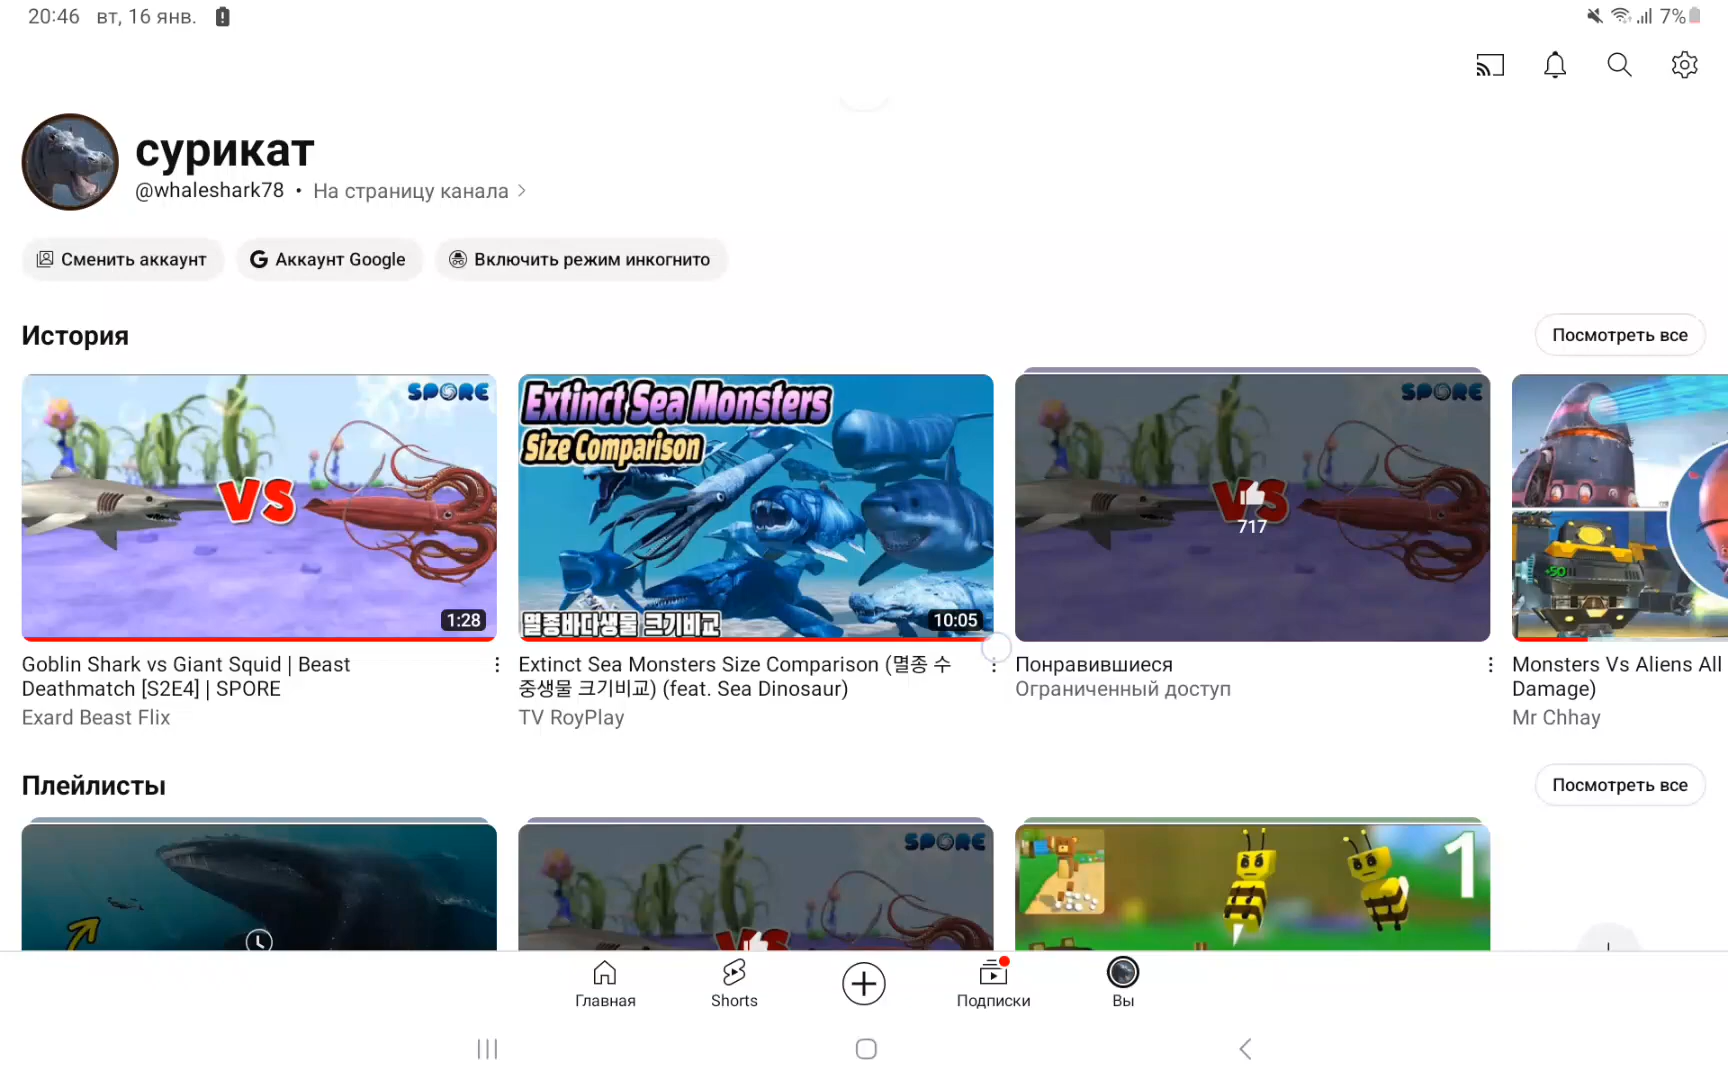 20:46 вт, 16 янв.
7%
сурикат
@whaleshark78 • На страницу канала
Сменить аккаунт
Аккаунт Google
Включить режим инкогнито
История
Посмотреть все
SPORE
VS
1:28
Goblin Shark vs Giant Squid | Beast
Deathmatch [S2E4] | SPORE
Exard Beast Flix
Extinct Sea Monsters
Size Comparison
멸종바다생물 크기비교
10:05
Extinct Sea Monsters Size Comparison (멸종 수
중생물 크기비교) (feat. Sea Dinosaur)
TV RoyPlay
SPORE
VS
717
Понравившиеся
Ограниченный доступ
-50
Monsters Vs Aliens All
Damage)
Mr Chhay
Плейлисты
Посмотреть все
SPORE
VS
1
Главная
Shorts
Подписки
Вы